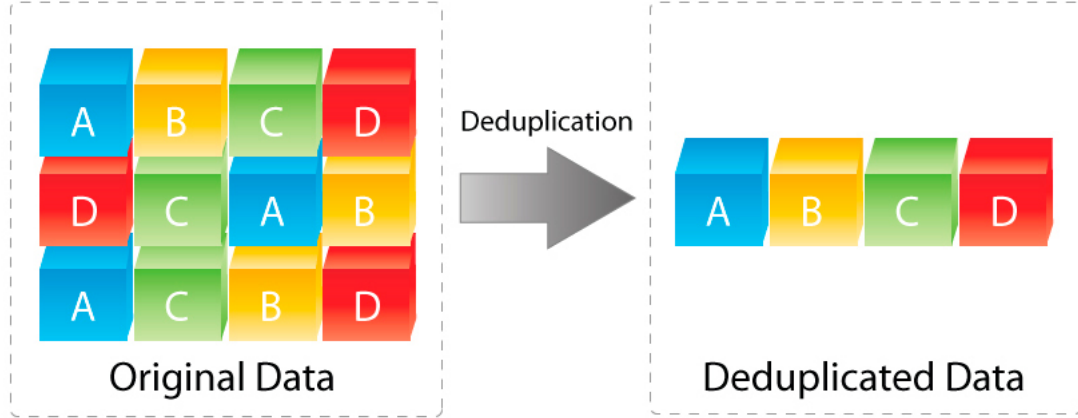 A B C D
D C A B
A C B D
Original Data
Deduplication
A B C D
Deduplicated Data